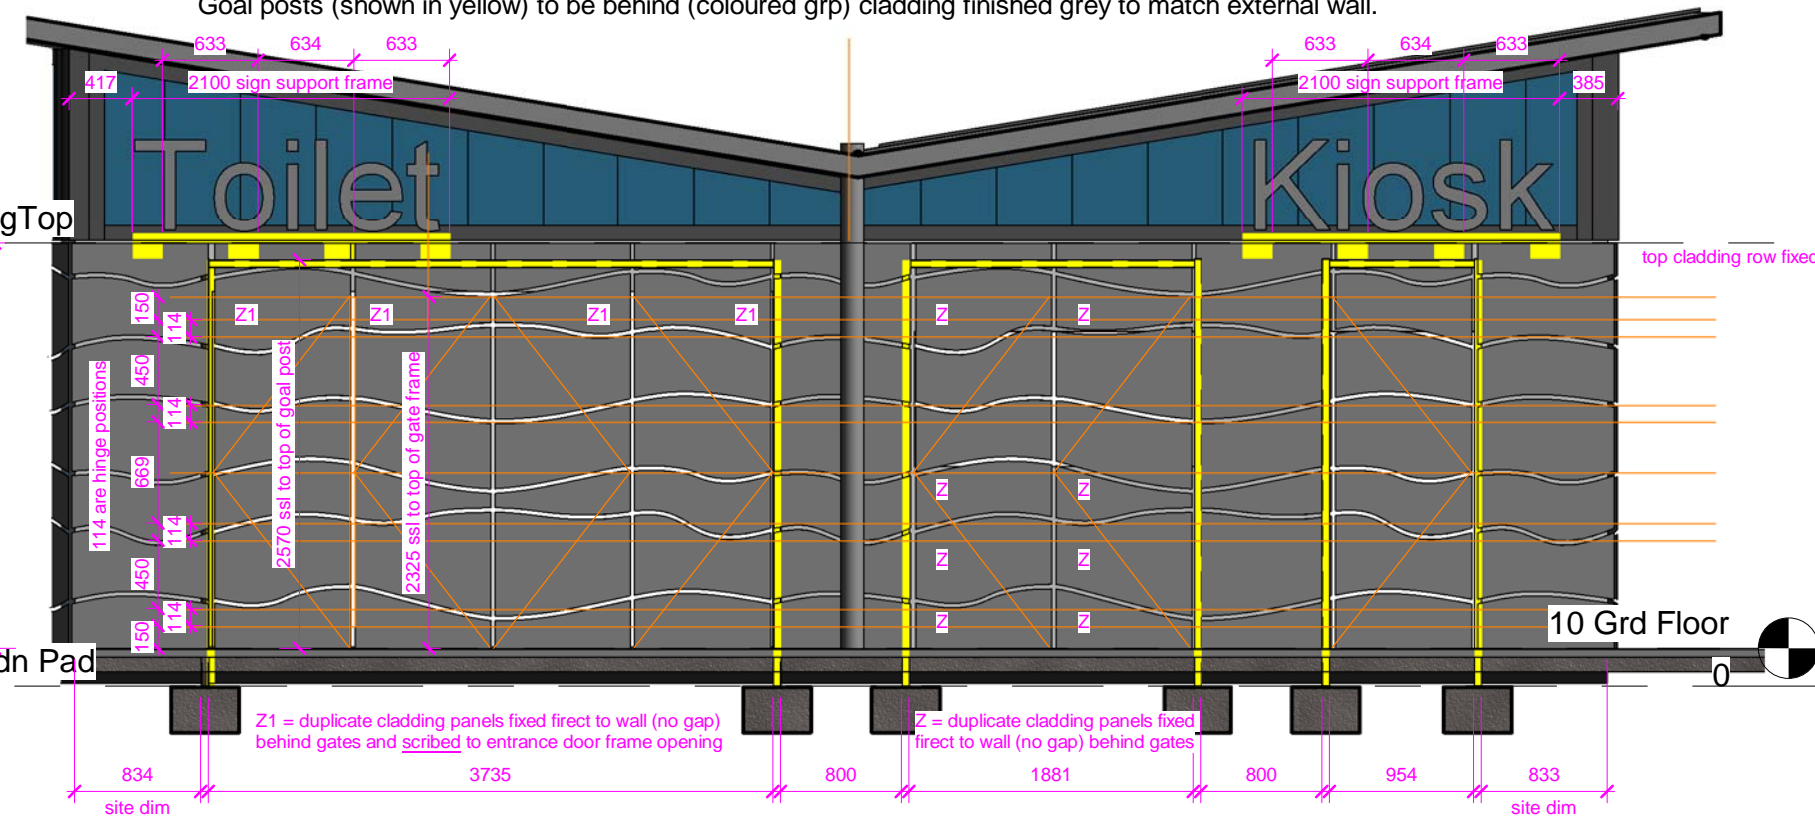 Goal posts (shown in yellow) to be behind (coloured grp) cladding finished grey to match external wall.
633 634 633
633 634 633
417 2100 sign support frame
2100 sign support frame 385
Toilet
Kiosk
gTop
top cladding row fixed
Z1 Z1 Z1 Z1 Z Z
Z Z
Z Z
Z Z
150
114
450
114
669
114
450
114
150
114 are hinge positions
2570 ssl to top of goal post
2325 ssl to top of gate frame
10 Grd Floor
0
dn Pad
Z1 = duplicate cladding panels fixed firect to wall (no gap)
behind gates and scribed to entrance door frame opening
Z = duplicate cladding panels fixed
firect to wall (no gap) behind gates
834 3735 800 1881 800 954 833
site dim
site dim